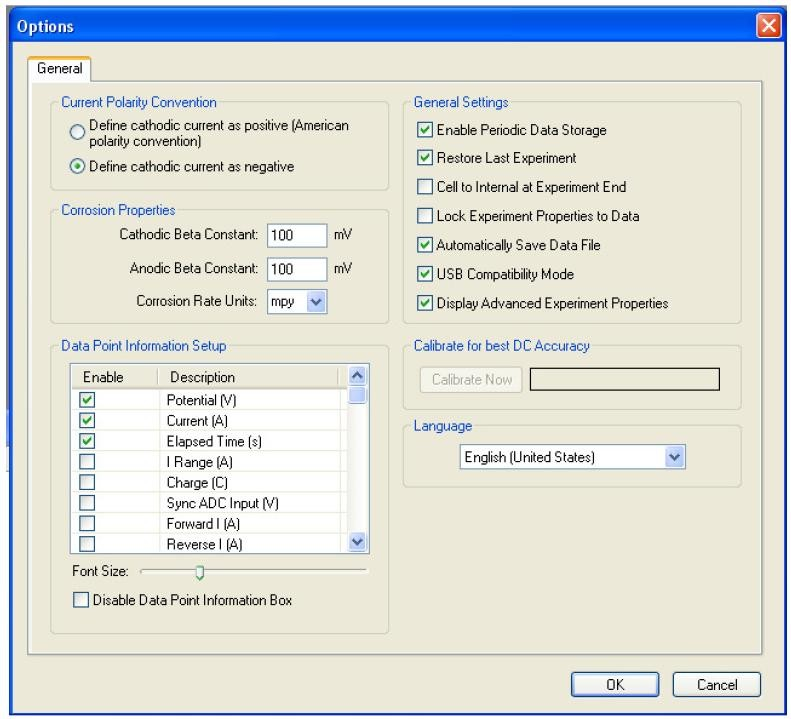 Options
General
Current Polarity Convention
Define cathodic current as positive (American
polarity convention)
Define cathodic current as negative
Corrosion Properties
Cathodic Beta Constant: 100 mV
Anodic Beta Constant: 100 mV
Corrosion Rate Units: mpy
Data Point Information Setup
Enable Description
Potential (V)
Current (A)
Elapsed Time (s)
I Range (A)
Charge (C)
Sync ADC Input (V)
Forward I (A)
Reverse I (A)
Font Size:
Disable Data Point Information Box
General Settings
Enable Periodic Data Storage
Restore Last Experiment
Cell to Internal at Experiment End
Lock Experiment Properties to Data
Automatically Save Data File
USB Compatibility Mode
Display Advanced Experiment Properties
Calibrate for best DC Accuracy
Calibrate Now
Language
English (United States)
OK Cancel